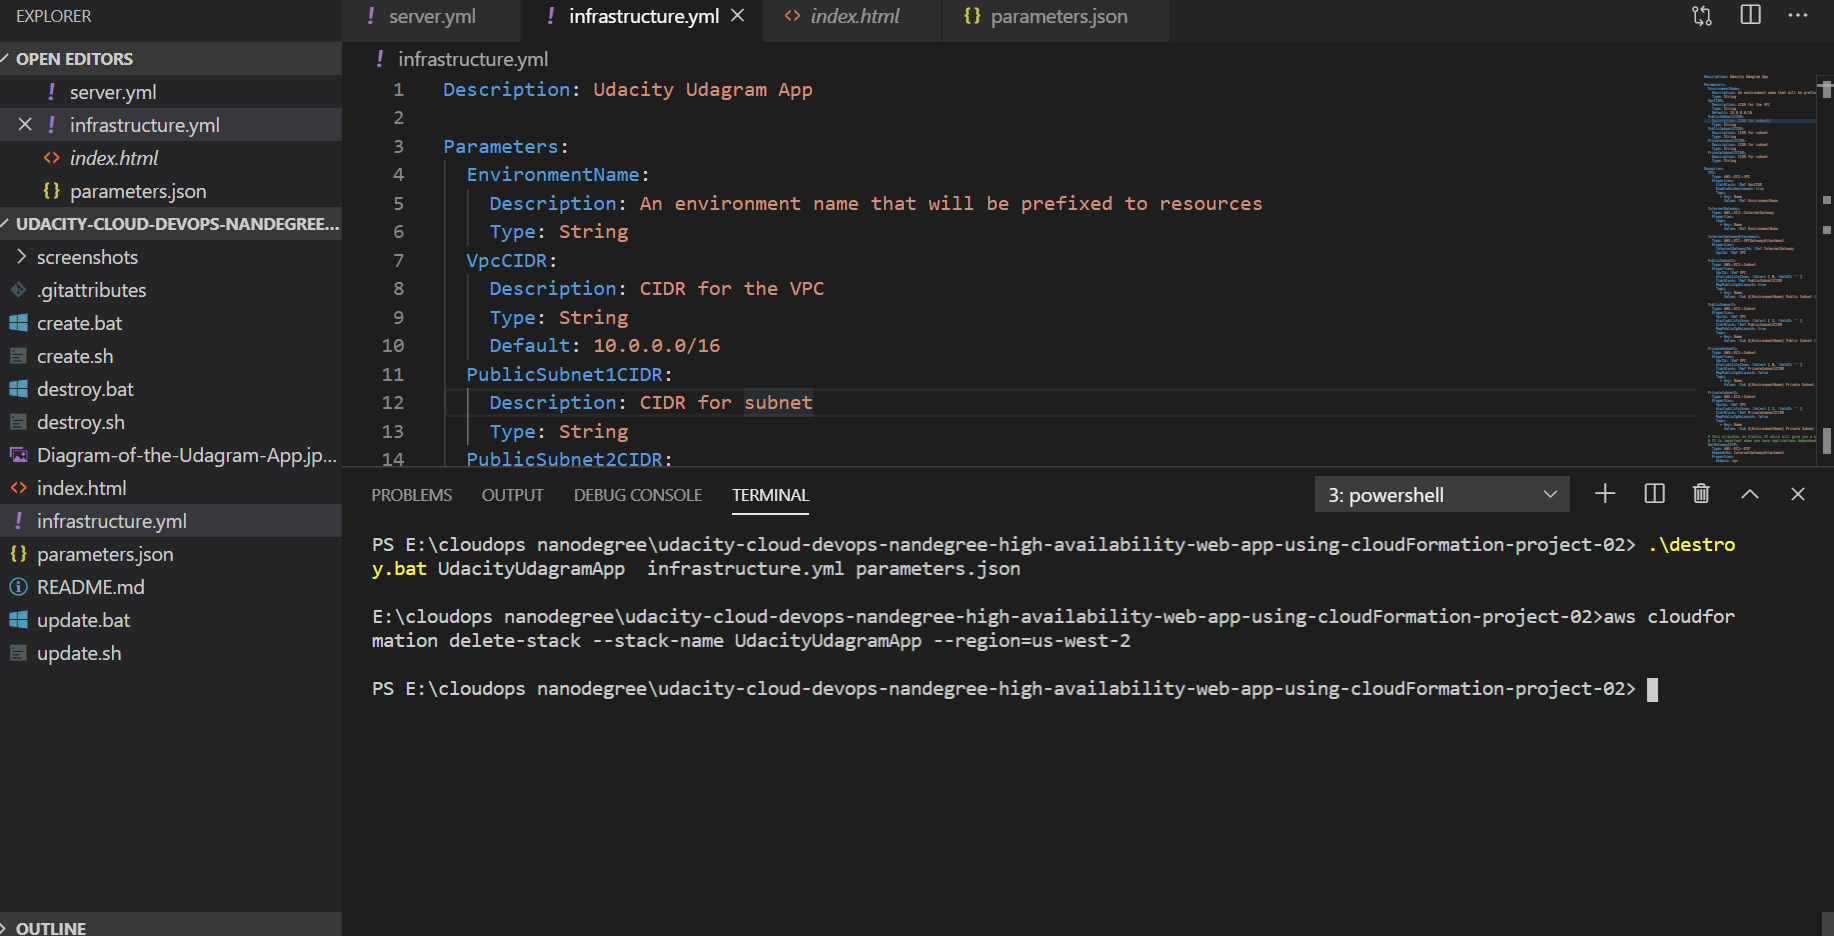 EXPLORER
OPEN EDITORS
server.yml
infrastructure.yml
index.html
parameters.json
UDACITY-CLOUD-DEVOPS-NANDEGREE...
screenshots
.gitattributes
create.bat
create.sh
destroy.bat
destroy.sh
Diagram-of-the-Udagram-App.jp...
index.html
infrastructure.yml
parameters.json
README.md
update.bat
update.sh
OUTLINE
server.yml
infrastructure.yml
index.html
parameters.json
infrastructure.yml
1 Description: Udacity Udagram App
2
3 Parameters:
4 EnvironmentName:
5 Description: An environment name that will be prefixed to resources
6 Type: String
7 VpcCIDR:
8 Description: CIDR for the VPC
9 Type: String
10 Default: 10.0.0.0/16
11 PublicSubnet1CIDR:
12 Description: CIDR for subnet
13 Type: String
14 PublicSubnet2CIDR:
PROBLEMS OUTPUT DEBUG CONSOLE TERMINAL
3: powershell
PS E:\cloudops nanodegree\udacity-cloud-devops-nandegree-high-availability-web-app-using-cloudFormation-project-02> .\destro
y.bat UdacityUdagramApp  infrastructure.yml parameters.json
E:\cloudops nanodegree\udacity-cloud-devops-nandegree-high-availability-web-app-using-cloudFormation-project-02>aws cloudfor
mation delete-stack --stack-name UdacityUdagramApp --region=us-west-2
PS E:\cloudops nanodegree\udacity-cloud-devops-nandegree-high-availability-web-app-using-cloudFormation-project-02>